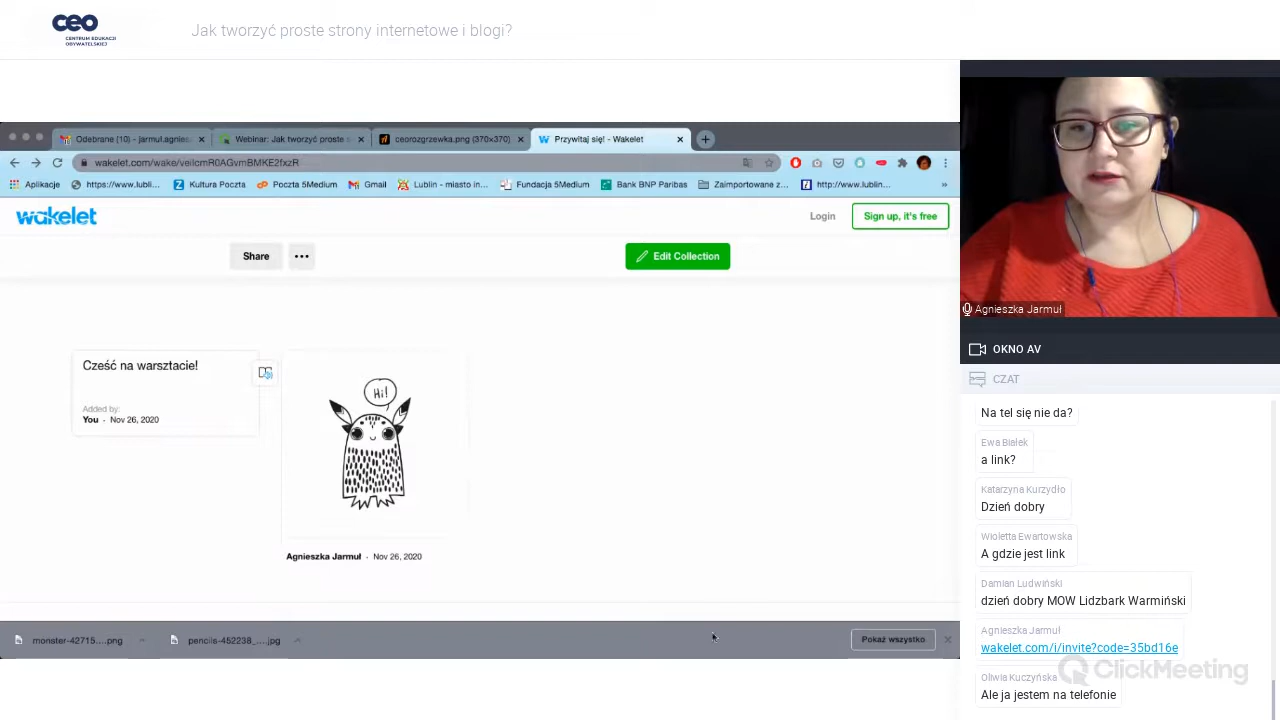 ceo
CENTRUM EDUKACJI
OBYWATELSKIEJ
Jak tworzyć proste strony internetowe i blogi?
Odebrane (10) - jarmul.agniesz
Webinar: Jak tworzyć proste s
ceorozgrzewka.png (370×370)
Przywitaj się! - Wakelet
wakelet.com/wake/veilcmR0AGvmBMKE2fxzR
Aplikacje
https://www.lubli...
Kultura Poczta
Poczta 5Medium
Gmail
Lublin - miasto in...
Fundacja 5Medium
Bank BNP Paribas
Zaimportowane z...
http://www.lublin...
»
wakelet
Login
Sign up, it's free
Share
Edit Collection
Cześć na warsztacie!
Added by:
You - Nov 26, 2020
Hi!
Agnieszka Jarmuł - Nov 26, 2020
monster-42715....png
pencils-452238_....jpg
Pokaż wszystko
Agnieszka Jarmuł
OKNO AV
CZAT
Na tel się nie da?
Ewa Białek
a link?
Katarzyna Kurzydło
Dzień dobry
Wioletta Ewartowska
A gdzie jest link
Damian Ludwiński
dzień dobry MOW Lidzbark Warmiński
Agnieszka Jarmuł
wakelet.com/i/invite?code=35bd16e
ClickMeeting
Oliwia Kuczyńska
Ale ja jestem na telefonie